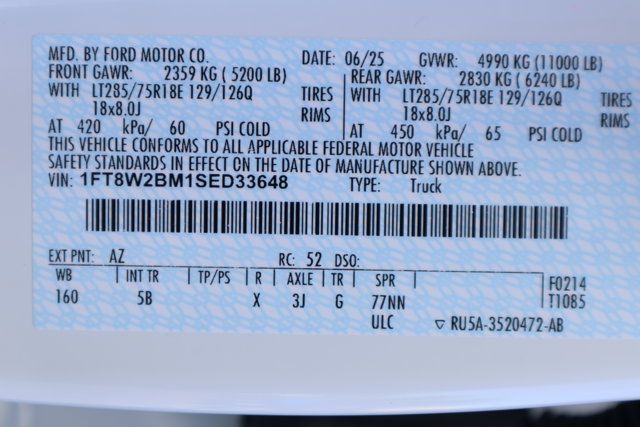 MFD. BY FORD MOTOR CO. DATE: 06/25 GVWR: 4990 KG (11000 LB)
FRONT GAWR: 2359 KG ( 5200 LB) REAR GAWR: 2830 KG ( 6240 LB)
WITH LT285/75R18E 129/126Q TIRES WITH LT285/75R18E 129/126Q TIRES
18x8.0J RIMS 18x8.0J RIMS
AT 420 kPa/ 60 PSI COLD AT 450 kPa/ 65 PSI COLD
THIS VEHICLE CONFORMS TO ALL APPLICABLE FEDERAL MOTOR VEHICLE
SAFETY STANDARDS IN EFFECT ON THE DATE OF MANUFACTURE SHOWN ABOVE.
VIN: 1FT8W2BM1SED33648 TYPE: Truck
EXT PNT: AZ RC: 52 DSO:
WB INT TR TP/PS R AXLE TR SPR F0214
160 5B X 3J G 77NN T1085
ULC RU5A-3520472-AB